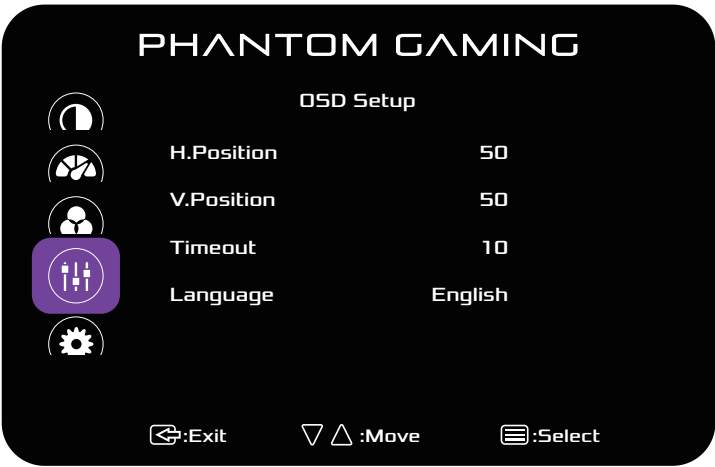 PHANTOM GAMING
OSD Setup
H.Position 50
V.Position 50
Timeout 10
Language English
:Exit :Move :Select